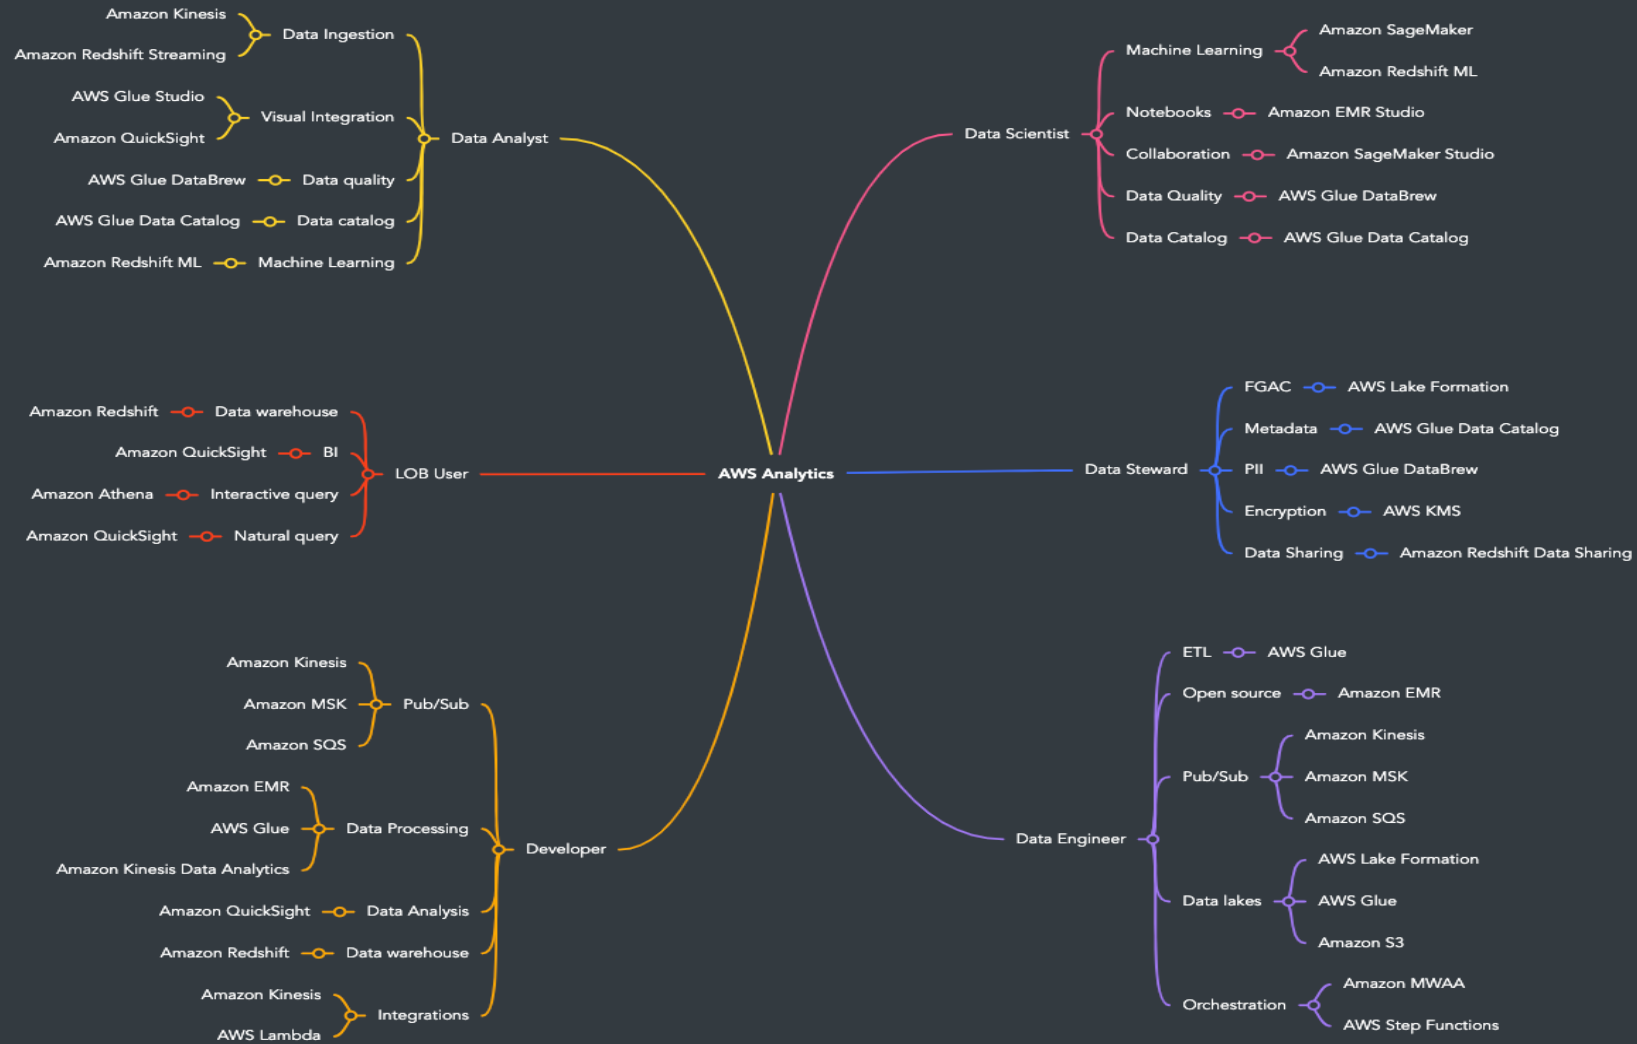 AWS Analytics
Data Analyst
Data Ingestion
Amazon Kinesis
Amazon Redshift Streaming
Visual Integration
AWS Glue Studio
Amazon QuickSight
Data quality
AWS Glue DataBrew
Data catalog
AWS Glue Data Catalog
Machine Learning
Amazon Redshift ML
LOB User
Data warehouse
Amazon Redshift
BI
Amazon QuickSight
Interactive query
Amazon Athena
Natural query
Amazon QuickSight
Developer
Pub/Sub
Amazon Kinesis
Amazon MSK
Amazon SQS
Data Processing
Amazon EMR
AWS Glue
Amazon Kinesis Data Analytics
Data Analysis
Amazon QuickSight
Data warehouse
Amazon Redshift
Integrations
Amazon Kinesis
AWS Lambda
Data Scientist
Machine Learning
Amazon SageMaker
Amazon Redshift ML
Notebooks
Amazon EMR Studio
Collaboration
Amazon SageMaker Studio
Data Quality
AWS Glue DataBrew
Data Catalog
AWS Glue Data Catalog
Data Steward
FGAC
AWS Lake Formation
Metadata
AWS Glue Data Catalog
PII
AWS Glue DataBrew
Encryption
AWS KMS
Data Sharing
Amazon Redshift Data Sharing
Data Engineer
ETL
AWS Glue
Open source
Amazon EMR
Pub/Sub
Amazon Kinesis
Amazon MSK
Amazon SQS
Data lakes
AWS Lake Formation
AWS Glue
Amazon S3
Orchestration
Amazon MWAA
AWS Step Functions